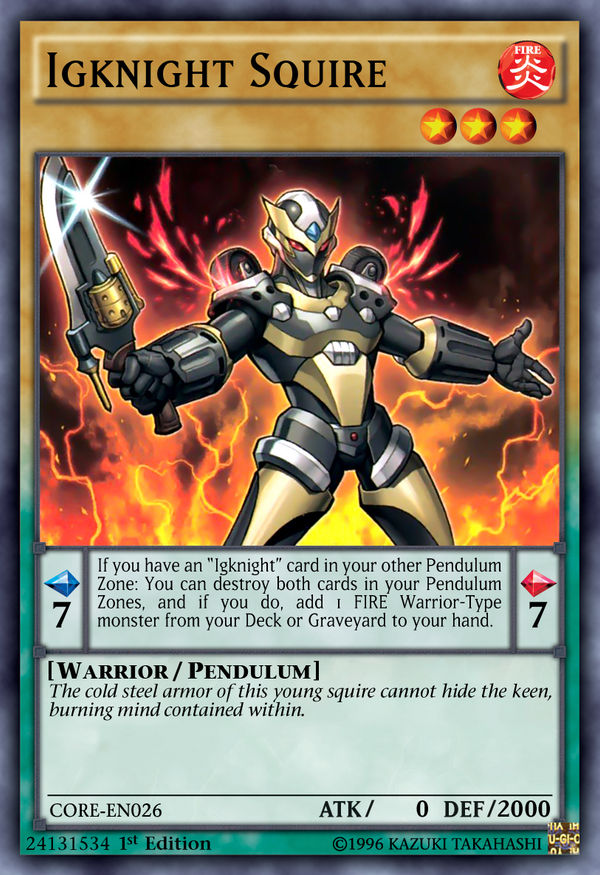 IGKNIGHT SQUIRE
FIRE
炎
If you have an "Igknight" card in your other Pendulum
Zone: You can destroy both cards in your Pendulum
Zones, and if you do, add 1 FIRE Warrior-Type
monster from your Deck or Graveyard to your hand.
7
7
[WARRIOR / PENDULUM]
The cold steel armor of this young squire cannot hide the keen,
burning mind contained within.
CORE-EN026 ATK/ 0 DEF/2000
24131534 1st Edition ©1996 KAZUKI TAKAHASHI